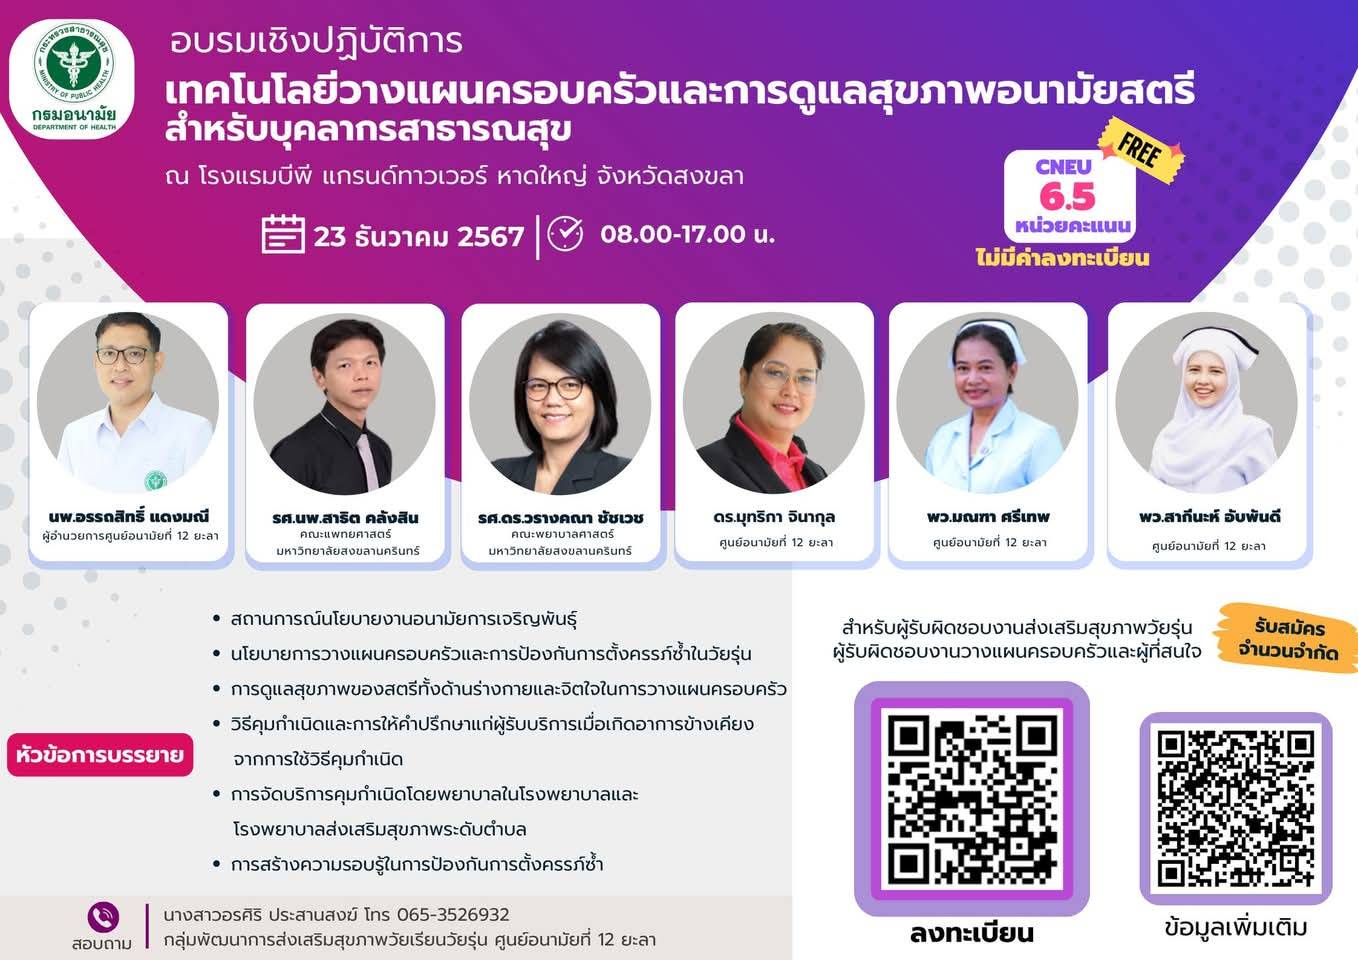 กระทรวงสาธารณสุข
MINISTRY OF PUBLIC HEALTH
กรมอนามัย
DEPARTMENT OF HEALTH
อบรมเชิงปฏิบัติการ
เทคโนโลยีวางแผนครอบครัวและการดูแลสุขภาพอนามัยสตรี
สำหรับบุคลากรสาธารณสุข
ณ โรงแรมบีพี แกรนด์ทาวเวอร์ หาดใหญ่ จังหวัดสงขลา
23 ธันวาคม 2567
08.00-17.00 น.
FREE
CNEU
6.5
หน่วยคะแนน
ไม่มีค่าลงทะเบียน
นพ.อรรถสิทธิ์ แดงมณี
ผู้อำนวยการศูนย์อนามัยที่ 12 ยะลา
รศ.นพ.สาธิต คลังสิน
คณะแพทยศาสตร์
มหาวิทยาลัยสงขลานครินทร์
รศ.ดร.วรางคณา ชัชเวช
คณะพยาบาลศาสตร์
มหาวิทยาลัยสงขลานครินทร์
ดร.มุทริกา จินากุล
ศูนย์อนามัยที่ 12 ยะลา
พว.มณฑา ศรีเทพ
ศูนย์อนามัยที่ 12 ยะลา
พว.สากีนะห์ อับพันดี
ศูนย์อนามัยที่ 12 ยะลา
หัวข้อการบรรยาย
• สถานการณ์นโยบายงานอนามัยการเจริญพันธุ์
• นโยบายการวางแผนครอบครัวและการป้องกันการตั้งครรภ์ซ้ำในวัยรุ่น
• การดูแลสุขภาพของสตรีทั้งด้านร่างกายและจิตใจในการวางแผนครอบครัว
• วิธีคุมกำเนิดและการให้คำปรึกษาแก่ผู้รับบริการเมื่อเกิดอาการข้างเคียง
จากการใช้วิธีคุมกำเนิด
• การจัดบริการคุมกำเนิดโดยพยาบาลในโรงพยาบาลและ
โรงพยาบาลส่งเสริมสุขภาพระดับตำบล
• การสร้างความรอบรู้ในการป้องกันการตั้งครรภ์ซ้ำ
สำหรับผู้รับผิดชอบงานส่งเสริมสุขภาพวัยรุ่น
ผู้รับผิดชอบงานวางแผนครอบครัวและผู้ที่สนใจ
รับสมัคร
จำนวนจำกัด
ลงทะเบียน
ข้อมูลเพิ่มเติม
สอบถาม
นางสาวอรศิริ ประสานสงฆ์ โทร 065-3526932
กลุ่มพัฒนาการส่งเสริมสุขภาพวัยเรียนวัยรุ่น ศูนย์อนามัยที่ 12 ยะลา